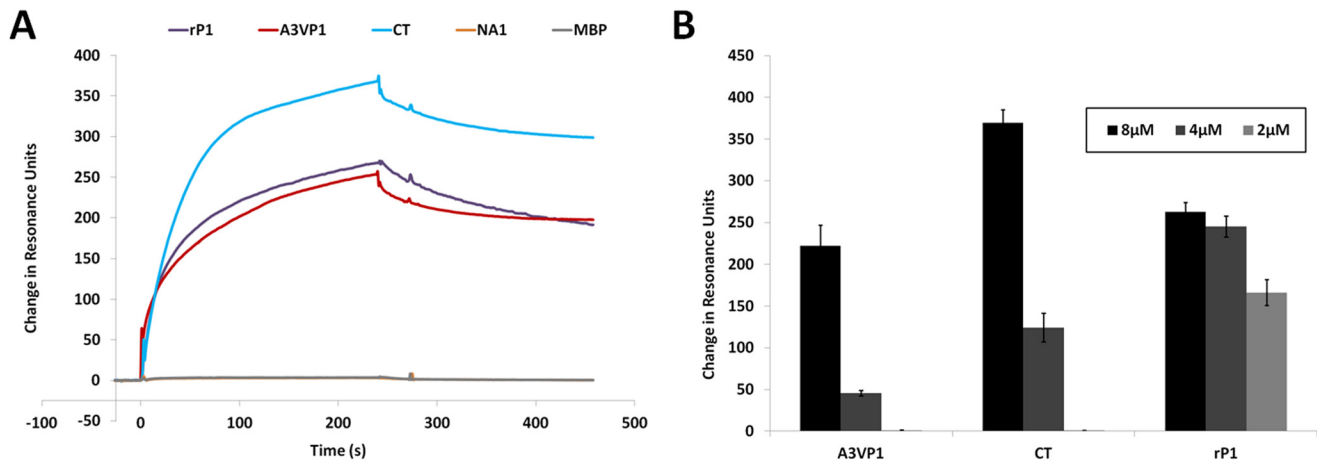 A
rP1 A3VP1 CT NA1 MBP
Change in Resonance Units
400
350
300
250
200
150
100
50
0
-50
-100 0 100 200 300 400 500
Time (s)
B
Change in Resonance Units
450
400
350
300
250
200
150
100
50
0
8µM 4µM 2µM
A3VP1 CT rP1